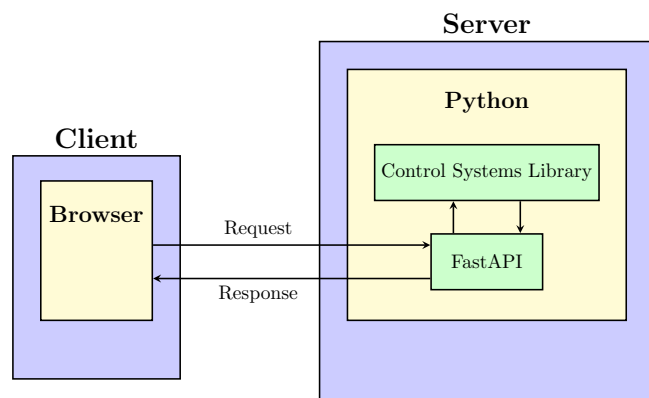 Server
Python
Client
Control Systems Library
Browser
Request
FastAPI
Response